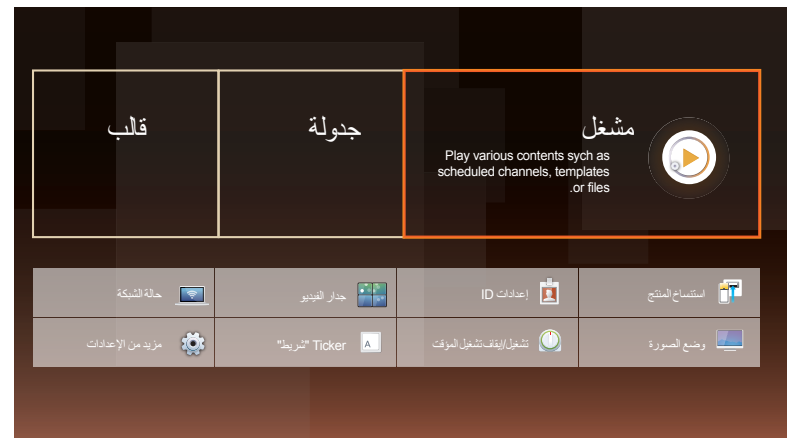 مشغل
Play various contents sych as
scheduled channels, templates
.or files
جدولة
قالب
استنساخ المنتج
إعدادات ID
جدار الفيديو
حالة الشبكة
وضع الصورة
تشغيل/إيقاف تشغيل المؤقت
Ticker "شريط"
مزيد من الإعدادات
A